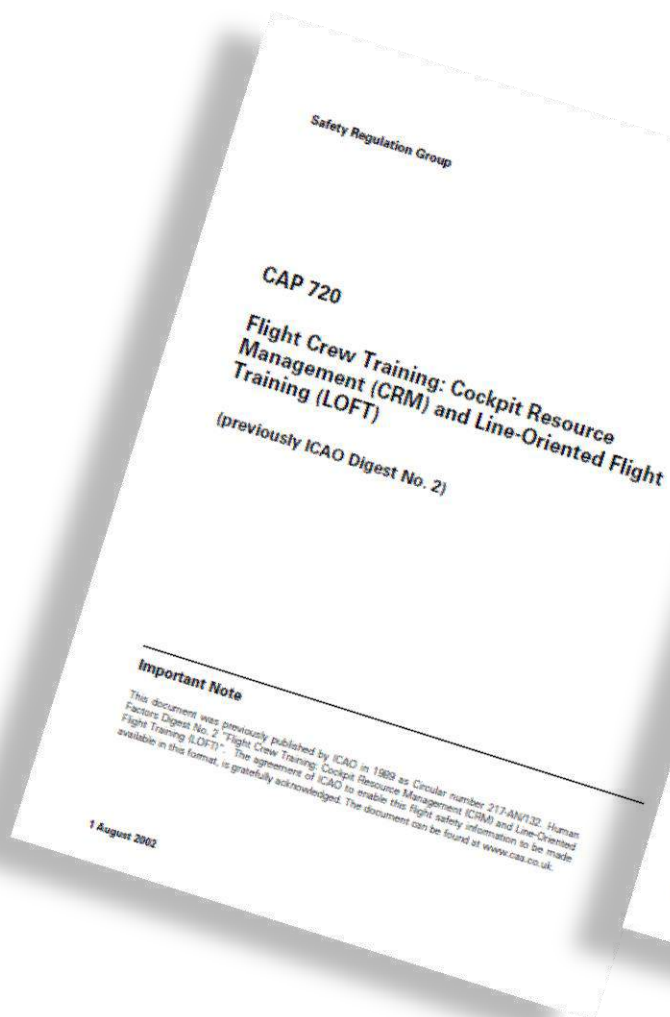 Safety Regulation Group
CAP 720
Flight Crew Training: Cockpit Resource
Management (CRM) and Line-Oriented Flight
Training (LOFT)
(previously ICAO Digest No. 2)
Important Note
This document was previously published by ICAO in 1989 as Circular number 217-AN/132. Human
Factors Digest No. 2 "Flight Crew Training: Cockpit Resource Management (CRM) and Line-Oriented
Flight Training (LOFT)". The agreement of ICAO to enable this flight safety information to be made
available in this format, is gratefully acknowledged. The document can be found at www.caa.co.uk.
1 August 2002